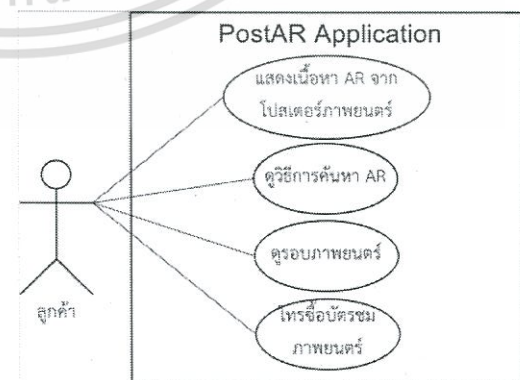 PostAR Application
แสดงเนื้อหา AR จาก
โปสเตอร์ภาพยนตร์
ดูวิธีการค้นหา AR
ดูรอบภาพยนตร์
โทรซื้อบัตรชม
ภาพยนตร์
ลูกค้า